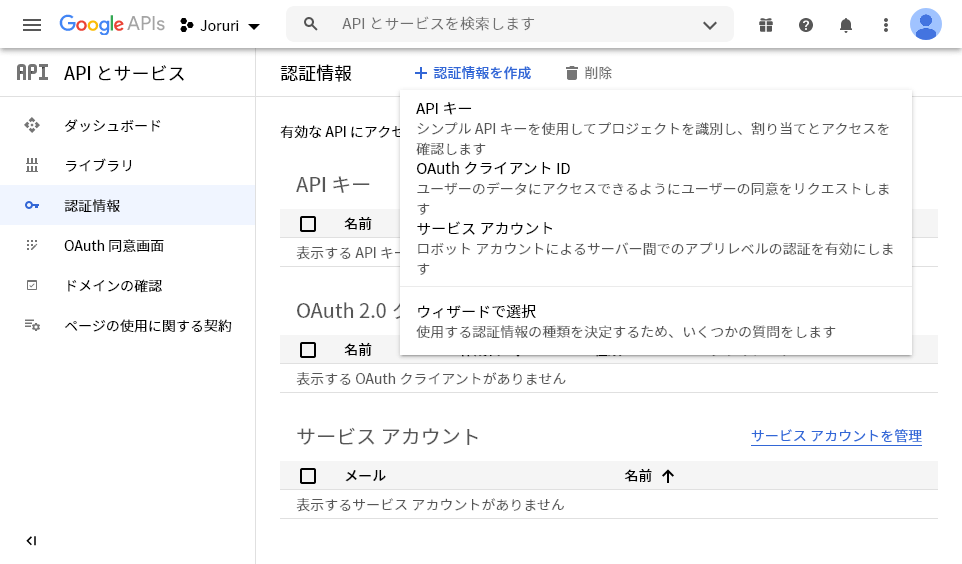 Google APIs
Joruri
API とサービスを検索します
API API とサービス
認証情報
認証情報を作成
削除
ダッシュボード
ライブラリ
認証情報
OAuth 同意画面
ドメインの確認
ページの使用に関する契約
有効な API にアクセ
API キー
シンプル API キーを使用してプロジェクトを識別し、割り当てとアクセスを
確認します
OAuth クライアント ID
ユーザーのデータにアクセスできるようにユーザーの同意をリクエストしま
す
サービス アカウント
ロボット アカウントによるサーバー間でのアプリレベルの認証を有効にしま
す
ウィザードで選択
使用する認証情報の種類を決定するため、いくつかの質問をします
API キー
名前
表示する API キー
OAuth 2.0 ク
名前
表示する OAuth クライアントがありません
サービス アカウント
サービス アカウントを管理
メール
名前
表示するサービス アカウントがありません